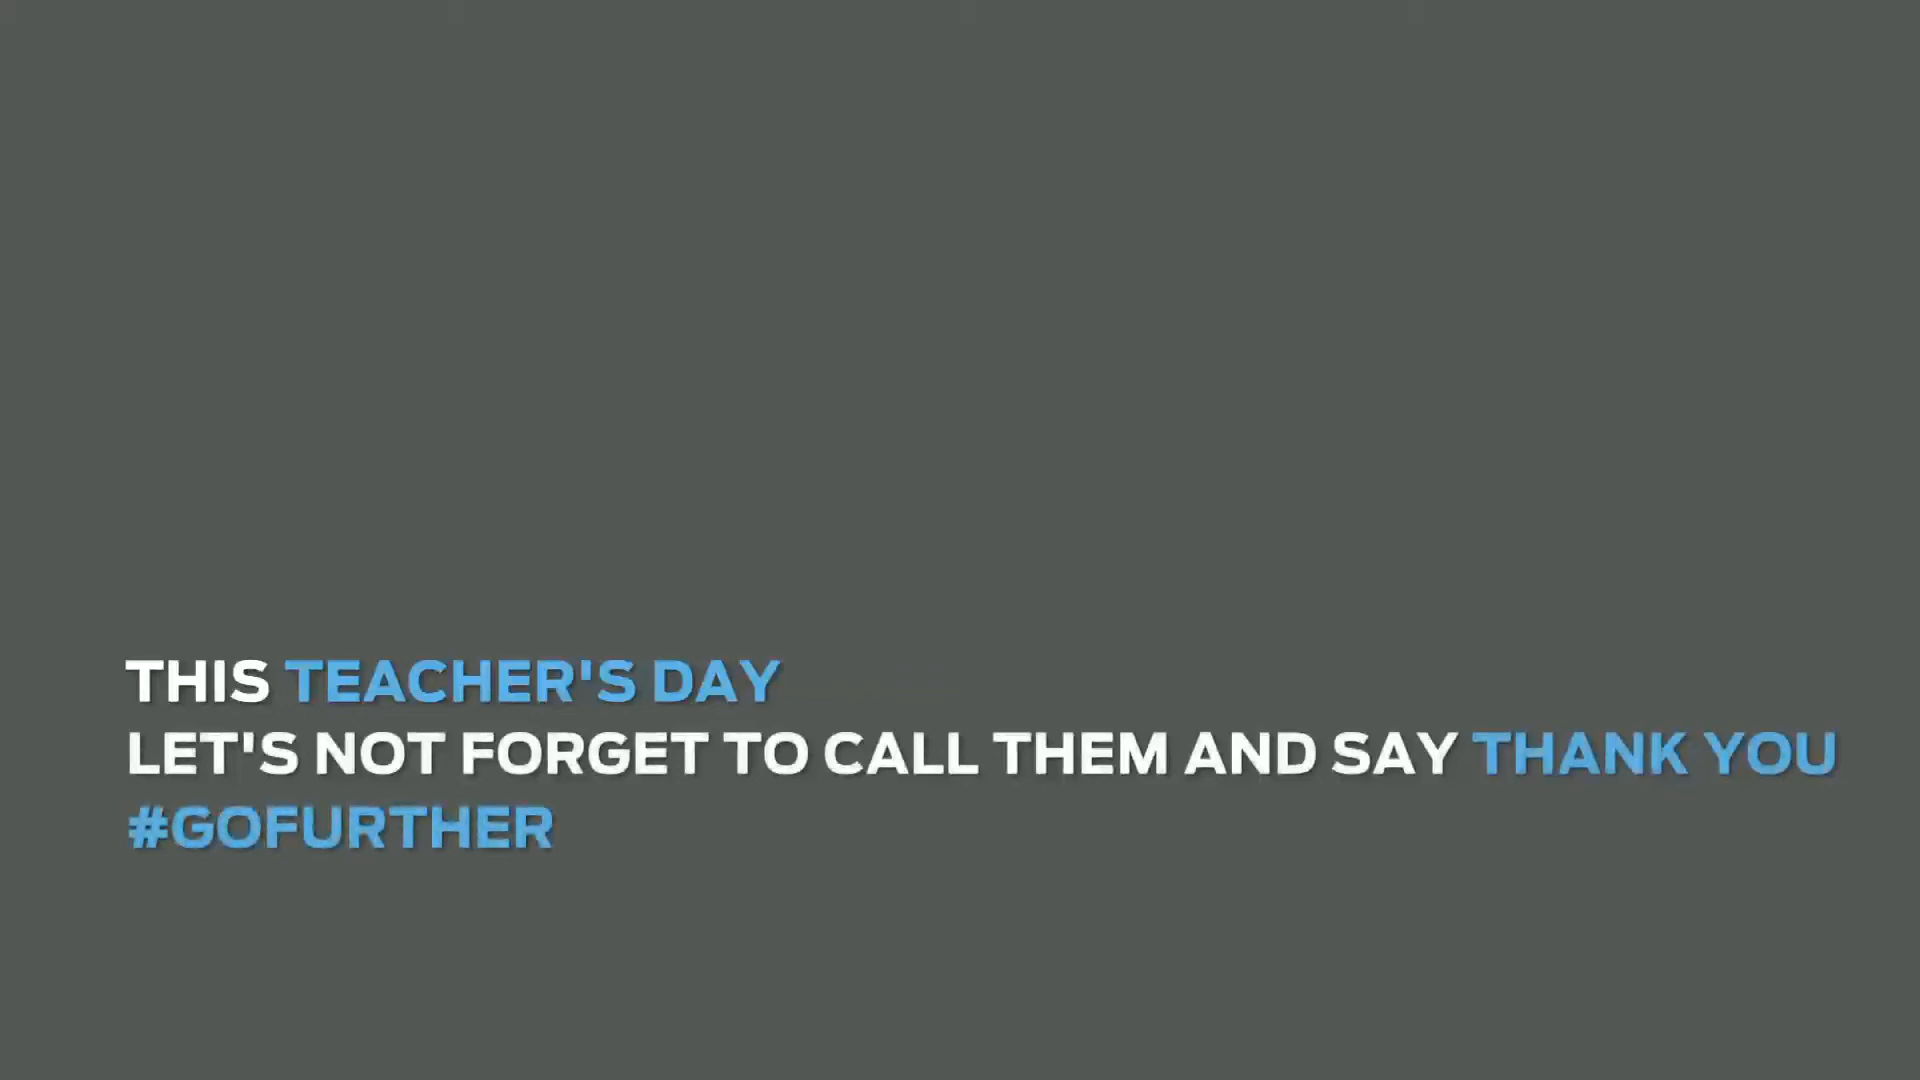 THIS TEACHER'S DAY
LET'S NOT FORGET TO CALL THEM AND SAY THANK YOU
#GOFURTHER